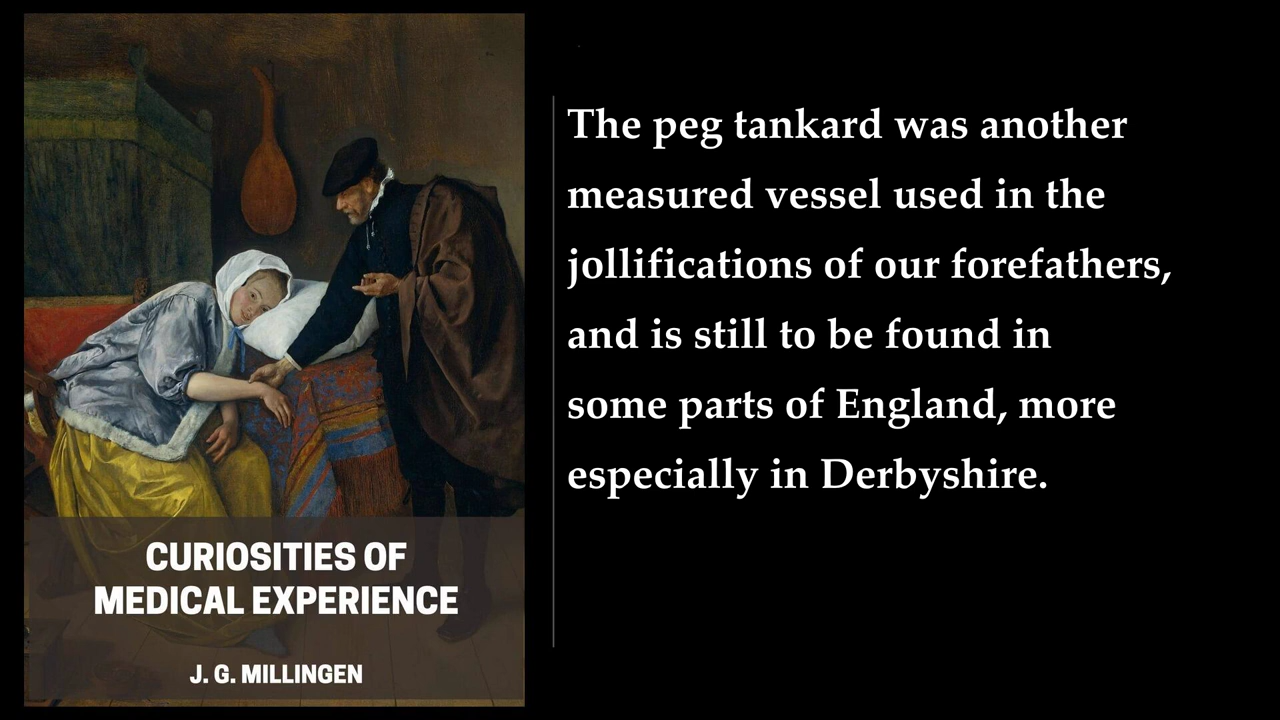 The peg tankard was another
measured vessel used in the
jollifications of our forefathers,
and is still to be found in
some parts of England, more
especially in Derbyshire.
CURIOSITIES OF
MEDICAL EXPERIENCE
J. G. MILLINGEN